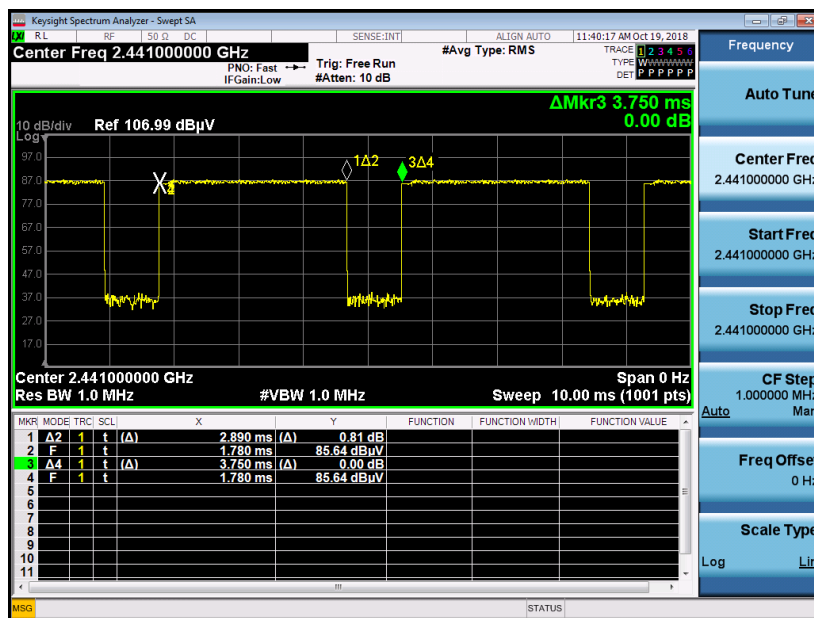 Keysight Spectrum Analyzer - Swept SA
RL RF 50 Ω DC SENSE:INT ALIGN AUTO 11:40:17 AM Oct 19, 2018
Center Freq 2.441000000 GHz
#Avg Type: RMS
TRACE 1 2 3 4 5 6
TYPE WWWWWW
DET P P P P P P
PNO: Fast
IFGain:Low
Trig: Free Run
#Atten: 10 dB
ΔMkr3 3.750 ms
0.00 dB
10 dB/div Ref 106.99 dBµV
Log
97.0
87.0
77.0
67.0
57.0
47.0
37.0
27.0
17.0
1Δ2
3Δ4
Center 2.441000000 GHz Span 0 Hz
Res BW 1.0 MHz #VBW 1.0 MHz Sweep 10.00 ms (1001 pts)
MKR MODE TRC SCL X Y FUNCTION FUNCTION WIDTH FUNCTION VALUE
1 Δ2 1 t (Δ) 2.890 ms (Δ) 0.81 dB
2 F 1 t 1.780 ms 85.64 dBµV
3 Δ4 1 t (Δ) 3.750 ms (Δ) 0.00 dB
4 F 1 t 1.780 ms 85.64 dBµV
5
6
7
8
9
10
11
MSG STATUS
Frequency
Auto Tune
Center Freq
2.441000000 GHz
Start Freq
2.441000000 GHz
Stop Freq
2.441000000 GHz
CF Step
1.000000 MHz
Auto Man
Freq Offset
0 Hz
Scale Type
Log Lin